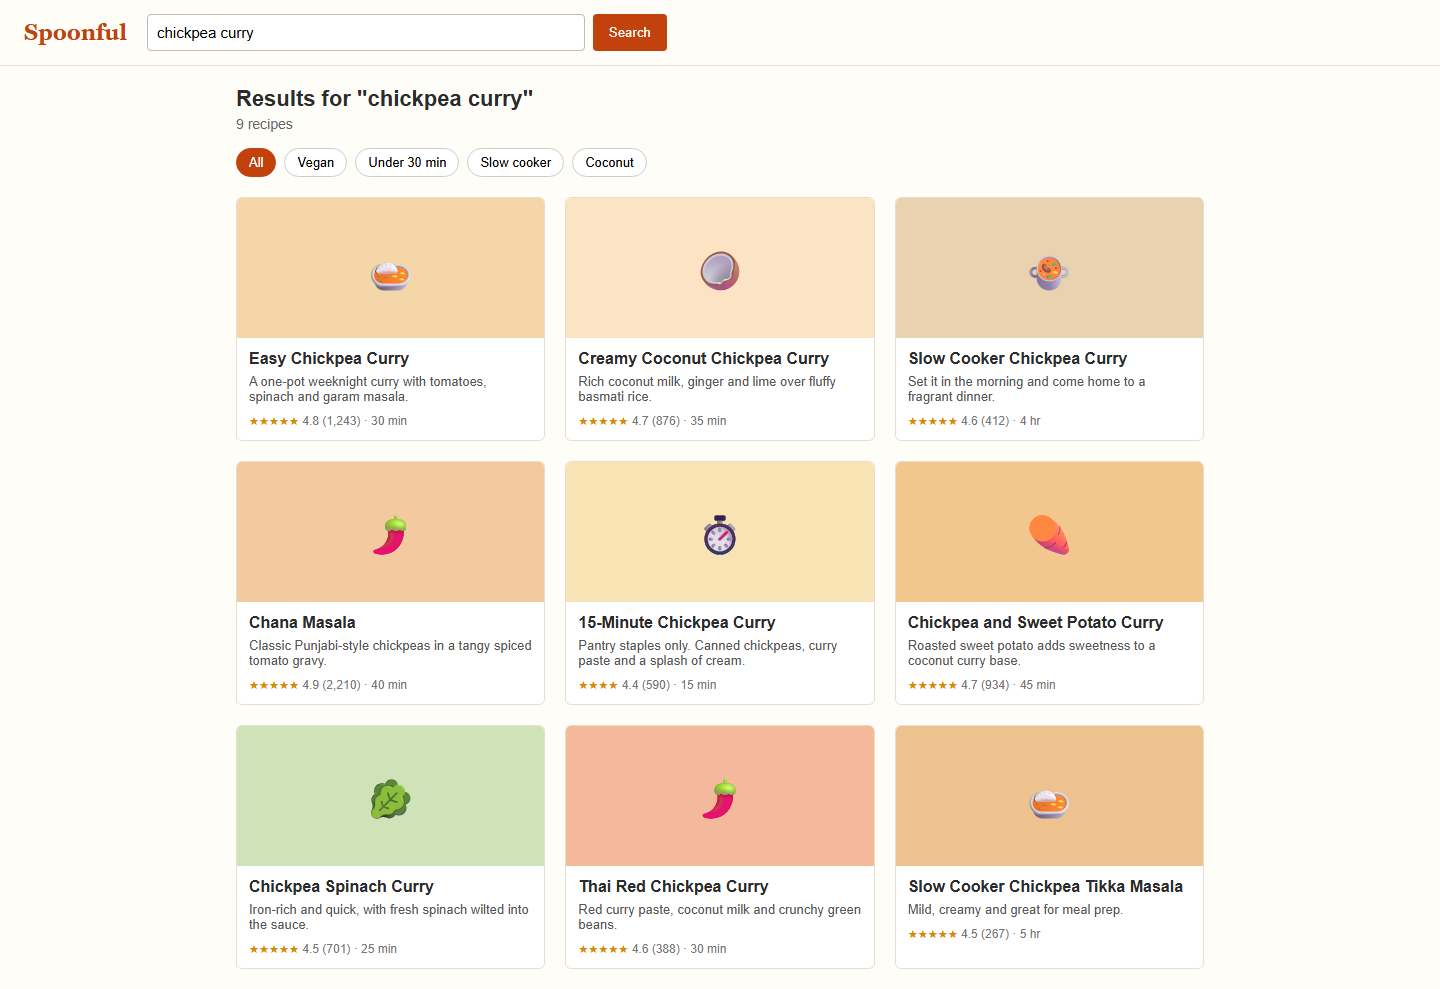 Spoonful
chickpea curry
Search
Results for "chickpea curry"
9 recipes
All
Vegan
Under 30 min
Slow cooker
Coconut
Easy Chickpea Curry
A one-pot weeknight curry with tomatoes,
spinach and garam masala.
★★★★★ 4.8 (1,243) · 30 min
Creamy Coconut Chickpea Curry
Rich coconut milk, ginger and lime over fluffy
basmati rice.
★★★★★ 4.7 (876) · 35 min
Slow Cooker Chickpea Curry
Set it in the morning and come home to a
fragrant dinner.
★★★★★ 4.6 (412) · 4 hr
Chana Masala
Classic Punjabi-style chickpeas in a tangy spiced
tomato gravy.
★★★★★ 4.9 (2,210) · 40 min
15-Minute Chickpea Curry
Pantry staples only. Canned chickpeas, curry
paste and a splash of cream.
★★★★ 4.4 (590) · 15 min
Chickpea and Sweet Potato Curry
Roasted sweet potato adds sweetness to a
coconut curry base.
★★★★★ 4.7 (934) · 45 min
Chickpea Spinach Curry
Iron-rich and quick, with fresh spinach wilted into
the sauce.
★★★★★ 4.5 (701) · 25 min
Thai Red Chickpea Curry
Red curry paste, coconut milk and crunchy green
beans.
★★★★★ 4.6 (388) · 30 min
Slow Cooker Chickpea Tikka Masala
Mild, creamy and great for meal prep.
★★★★★ 4.5 (267) · 5 hr